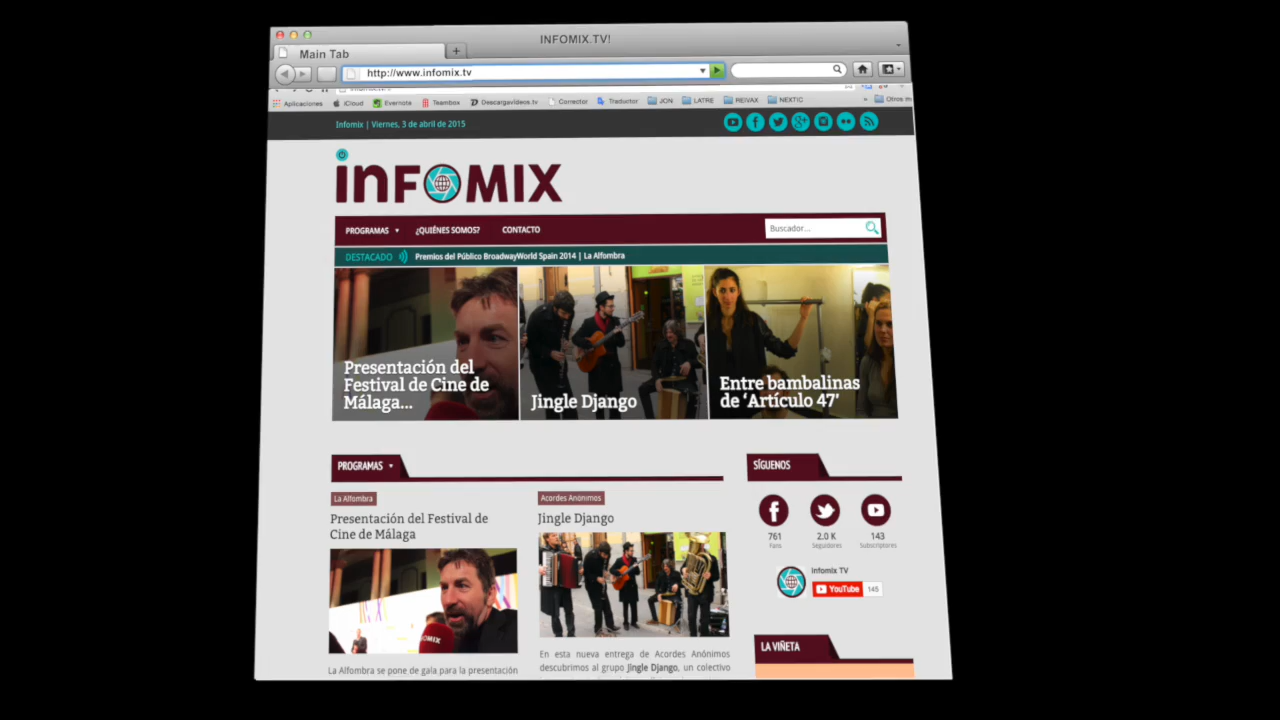 INFOMIX.TV!
Main Tab
http://www.infomix.tv
Aplicaciones iCloud Evernote Teambox Descargavideos.tv Corrector Traductor JON LATRE REIVAX NEXTIC » Otros
Infomix | Viernes, 3 de abril de 2015
INFOMIX
PROGRAMAS ¿QUIÉNES SOMOS? CONTACTO Buscador...
DESTACADO Premios del Público BroadwayWorld Spain 2014 | La Alfombra
Presentación del
Festival de Cine de
Málaga...
Jingle Django
Entre bambalinas
de ‘Artículo 47’
PROGRAMAS
La Alfombra
Presentación del Festival de
Cine de Málaga
OMIX
La Alfombra se pone de gala para la presentación
Acordes Anónimos
Jingle Django
En esta nueva entrega de Acordes Anónimos
descubrimos al grupo Jingle Django, un colectivo
SÍGUENOS
761 2.0 K 143
Fans Seguidores Subscriptores
Infomix TV
YouTube 145
LA VIÑETA